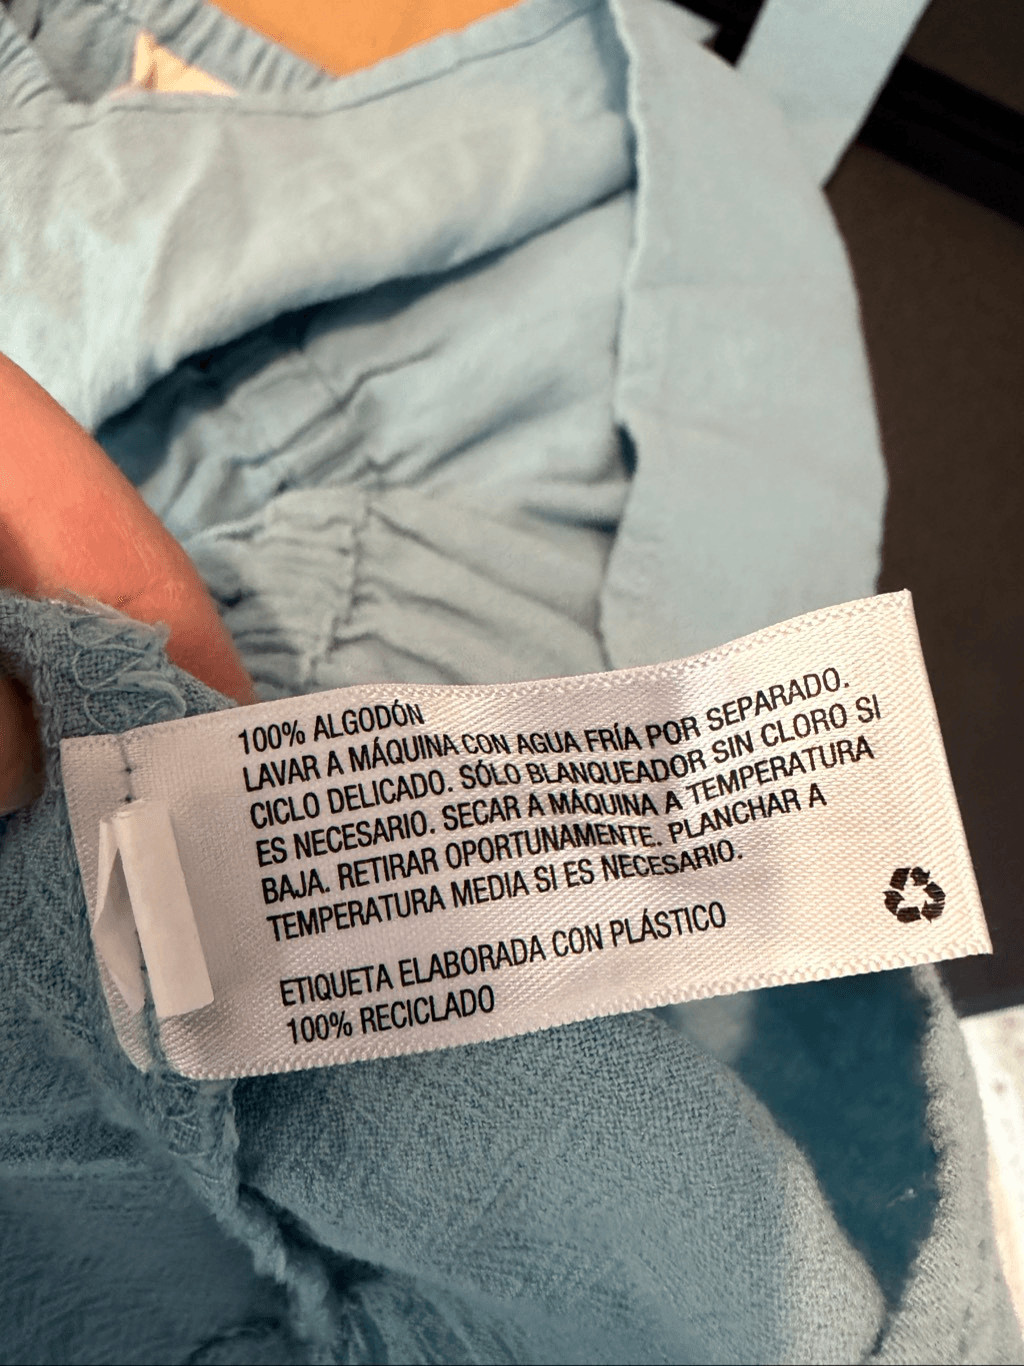 100% ALGODÓN
LAVAR A MÁQUINA CON AGUA FRÍA POR SEPARADO.
CICLO DELICADO. SÓLO BLANQUEADOR SIN CLORO SI
ES NECESARIO. SECAR A MÁQUINA A TEMPERATURA
BAJA. RETIRAR OPORTUNAMENTE. PLANCHAR A
TEMPERATURA MEDIA SI ES NECESARIO.
ETIQUETA ELABORADA CON PLÁSTICO
100% RECICLADO